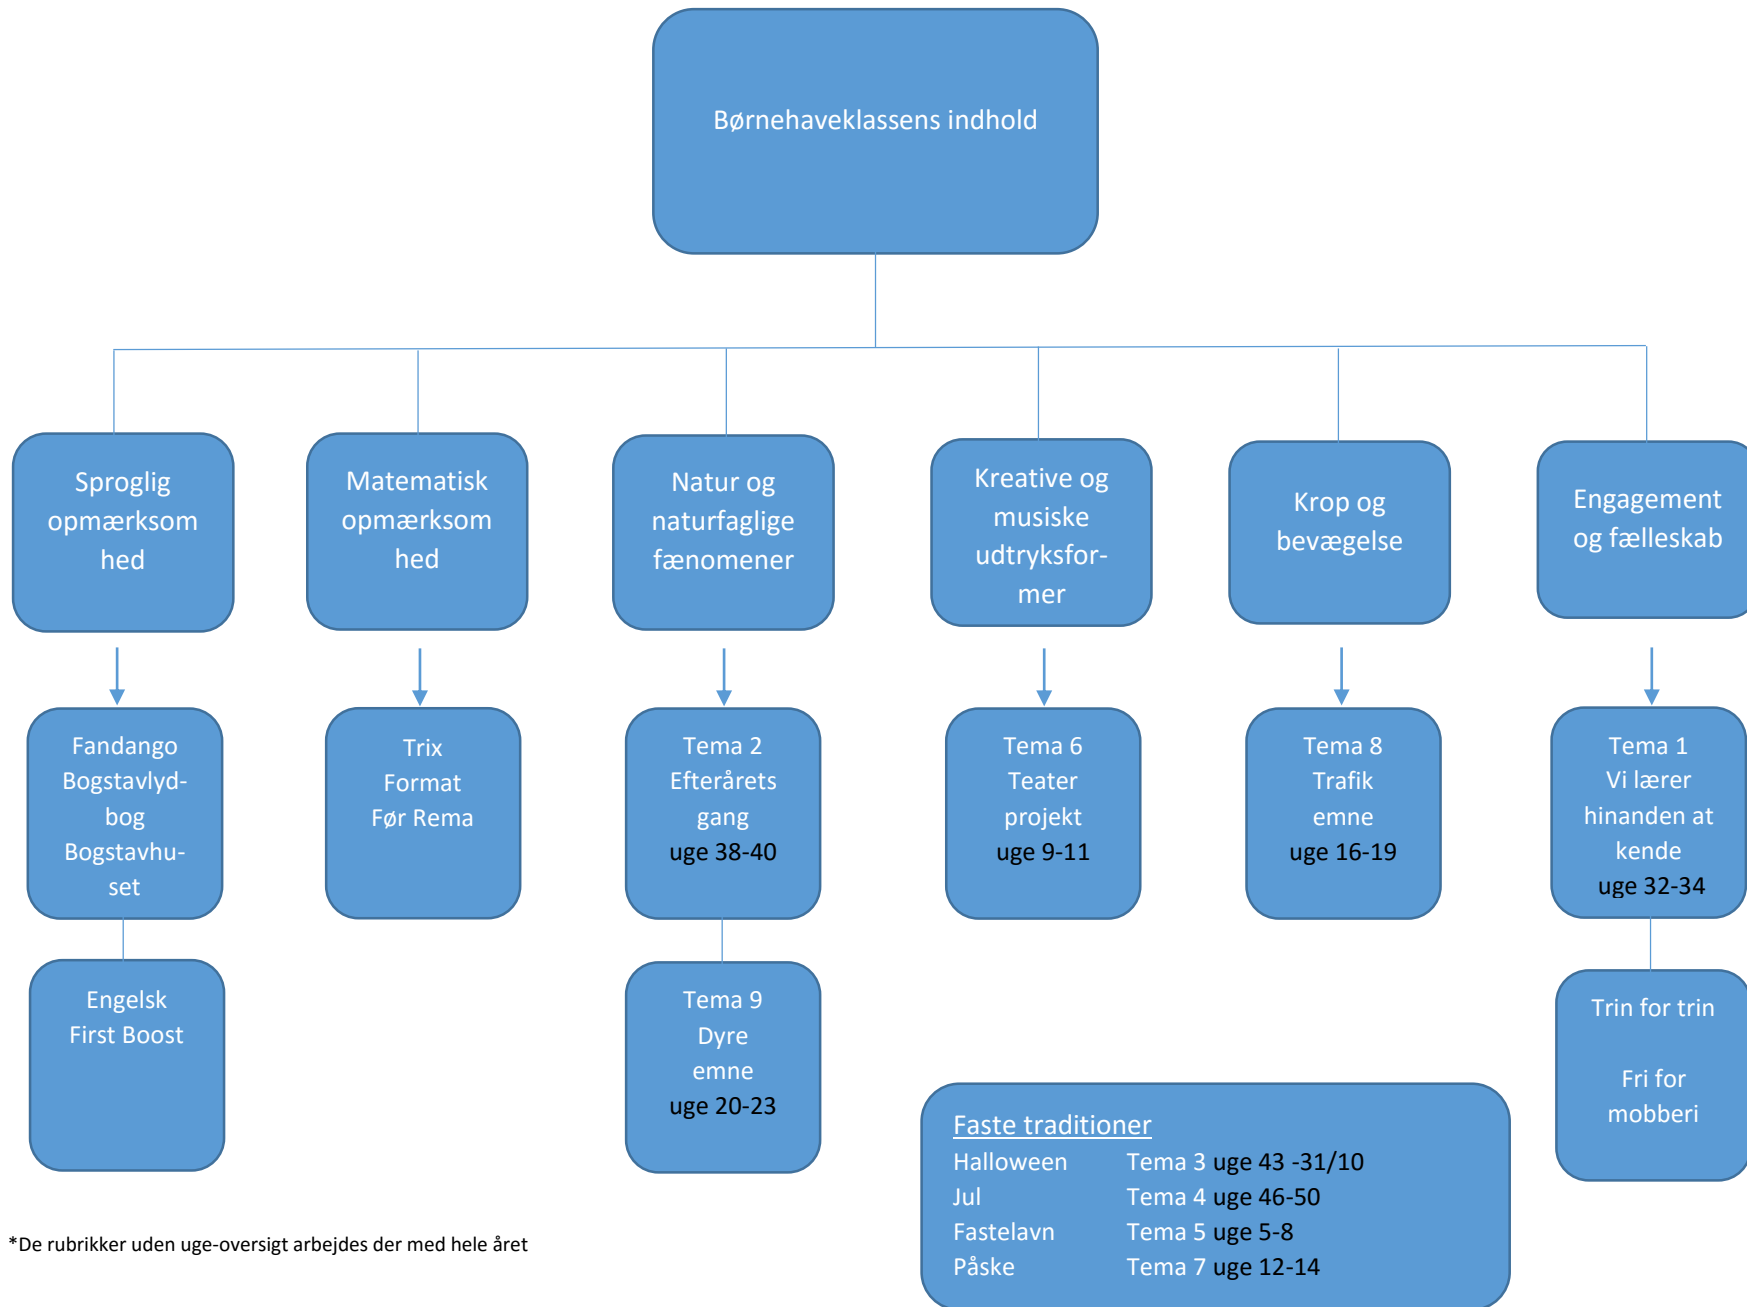 Børnehaveklassens indhold
Sproglig
opmærksom
hed
Matematisk
opmærksom
hed
Natur og
naturfaglige
fænomener
Kreative og
musiske
udtryksfor-
mer
Krop og
bevægelse
Engagement
og fælleskab
Fandango
Bogstavlyd-
bog
Bogstavhu-
set
Trix
Format
Før Rema
Tema 2
Efterårets
gang
uge 38-40
Tema 6
Teater
projekt
uge 9-11
Tema 8
Trafik
emne
uge 16-19
Tema 1
Vi lærer
hinanden at
kende
uge 32-34
Engelsk
First Boost
Tema 9
Dyre
emne
uge 20-23
Trin for trin
Fri for
mobberi
Faste traditioner
Halloween Tema 3 uge 43 -31/10
Jul Tema 4 uge 46-50
Fastelavn Tema 5 uge 5-8
Påske Tema 7 uge 12-14
*De rubrikker uden uge-oversigt arbejdes der med hele året